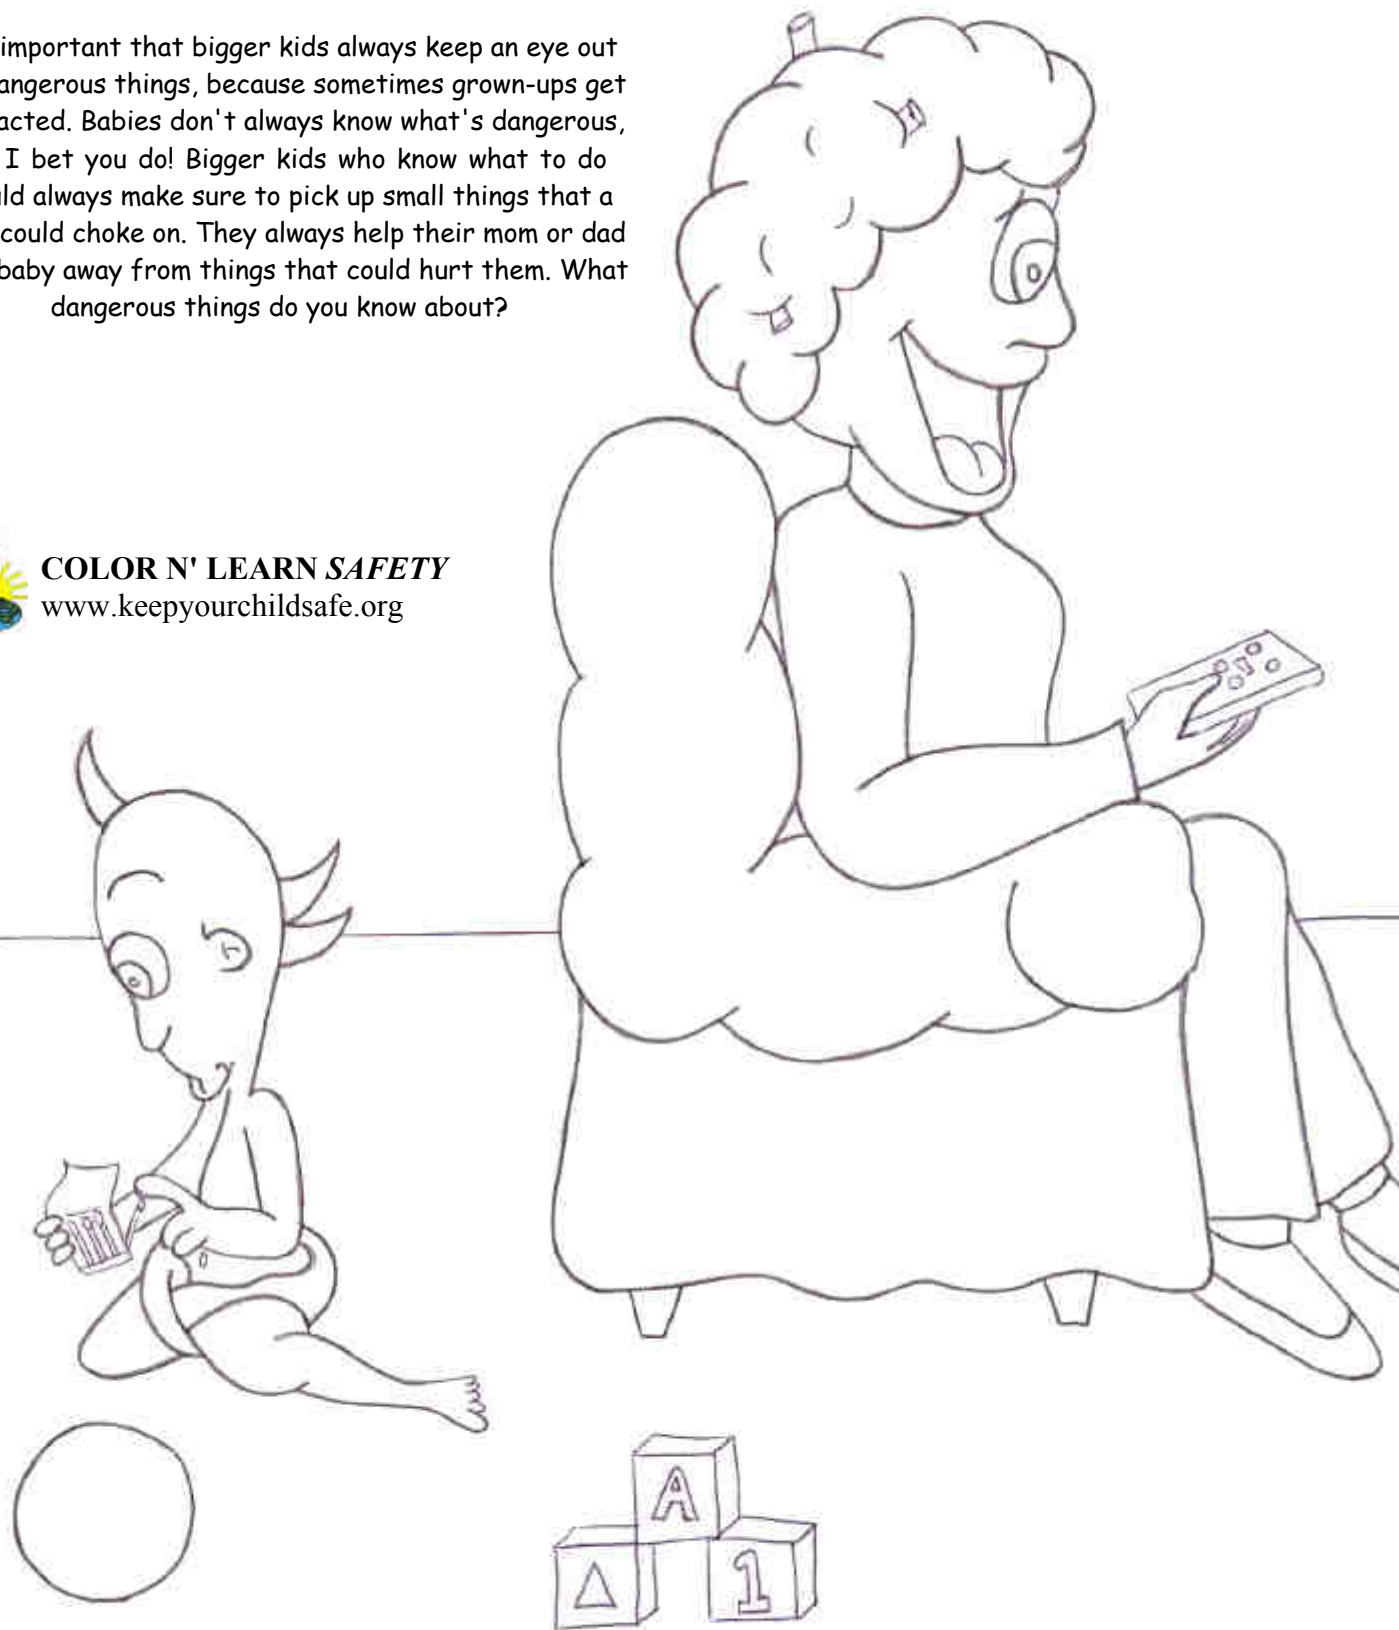 important that bigger kids always keep an eye out
angerous things, because sometimes grown-ups get
acted. Babies don't always know what's dangerous,
I bet you do! Bigger kids who know what to do
ld always make sure to pick up small things that a
could choke on. They always help their mom or dad
baby away from things that could hurt them. What
dangerous things do you know about?
COLOR N' LEARN SAFETY
www.keepyourchildsafe.org
A
1